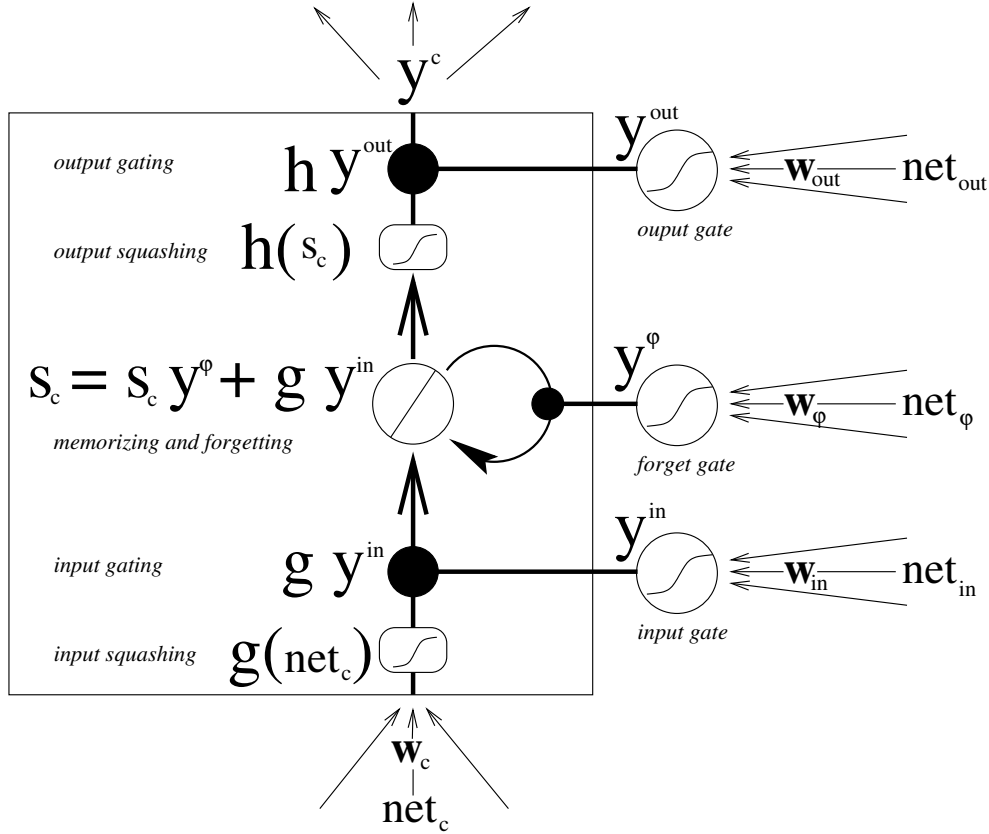 y^c
output gating
h y^out
y^out
w_out
net_out
ouput gate
output squashing
h(s_c)
s_c = s_c y^φ + g y^in
memorizing and forgetting
y^φ
w_φ
net_φ
forget gate
input gating
g y^in
y^in
w_in
net_in
input gate
input squashing
g(net_c)
w_c
net_c